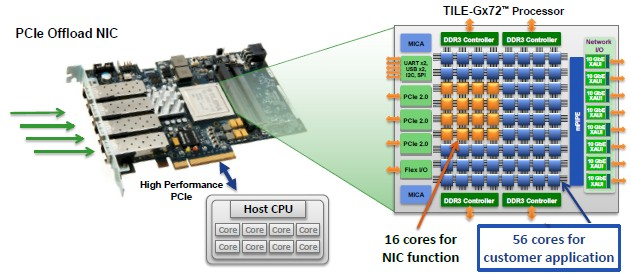 TILE-Gx72™ Processor
PCIe Offload NIC
High Performance
PCIe
Host CPU
Core Core Core Core
Core Core Core Core
MICA
DDR3 Controller DDR3 Controller
Network
I/O
UART x2,
USB x2,
I2C, SPI
PCIe 2.0
PCIe 2.0
PCIe 2.0
Flex I/O
MICA
mPIPE
10 GbE
XAUI
10 GbE
XAUI
10 GbE
XAUI
10 GbE
XAUI
10 GbE
XAUI
10 GbE
XAUI
10 GbE
XAUI
10 GbE
XAUI
DDR3 Controller DDR3 Controller
16 cores for
NIC function
56 cores for
customer application